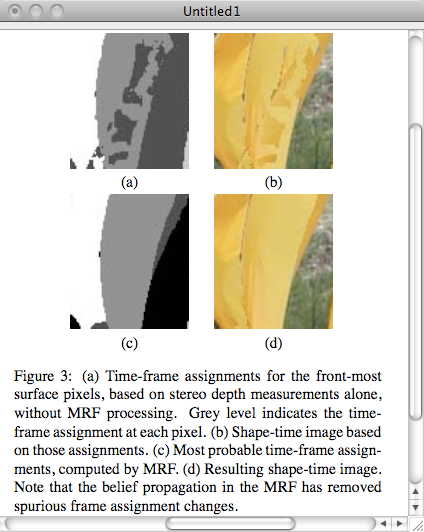 Untitled1
(a) (b)
(c) (d)
Figure 3: (a) Time-frame assignments for the front-most
surface pixels, based on stereo depth measurements alone,
without MRF processing. Grey level indicates the time-
frame assignment at each pixel. (b) Shape-time image based
on those assignments. (c) Most probable time-frame assign-
ments, computed by MRF. (d) Resulting shape-time image.
Note that the belief propagation in the MRF has removed
spurious frame assignment changes.